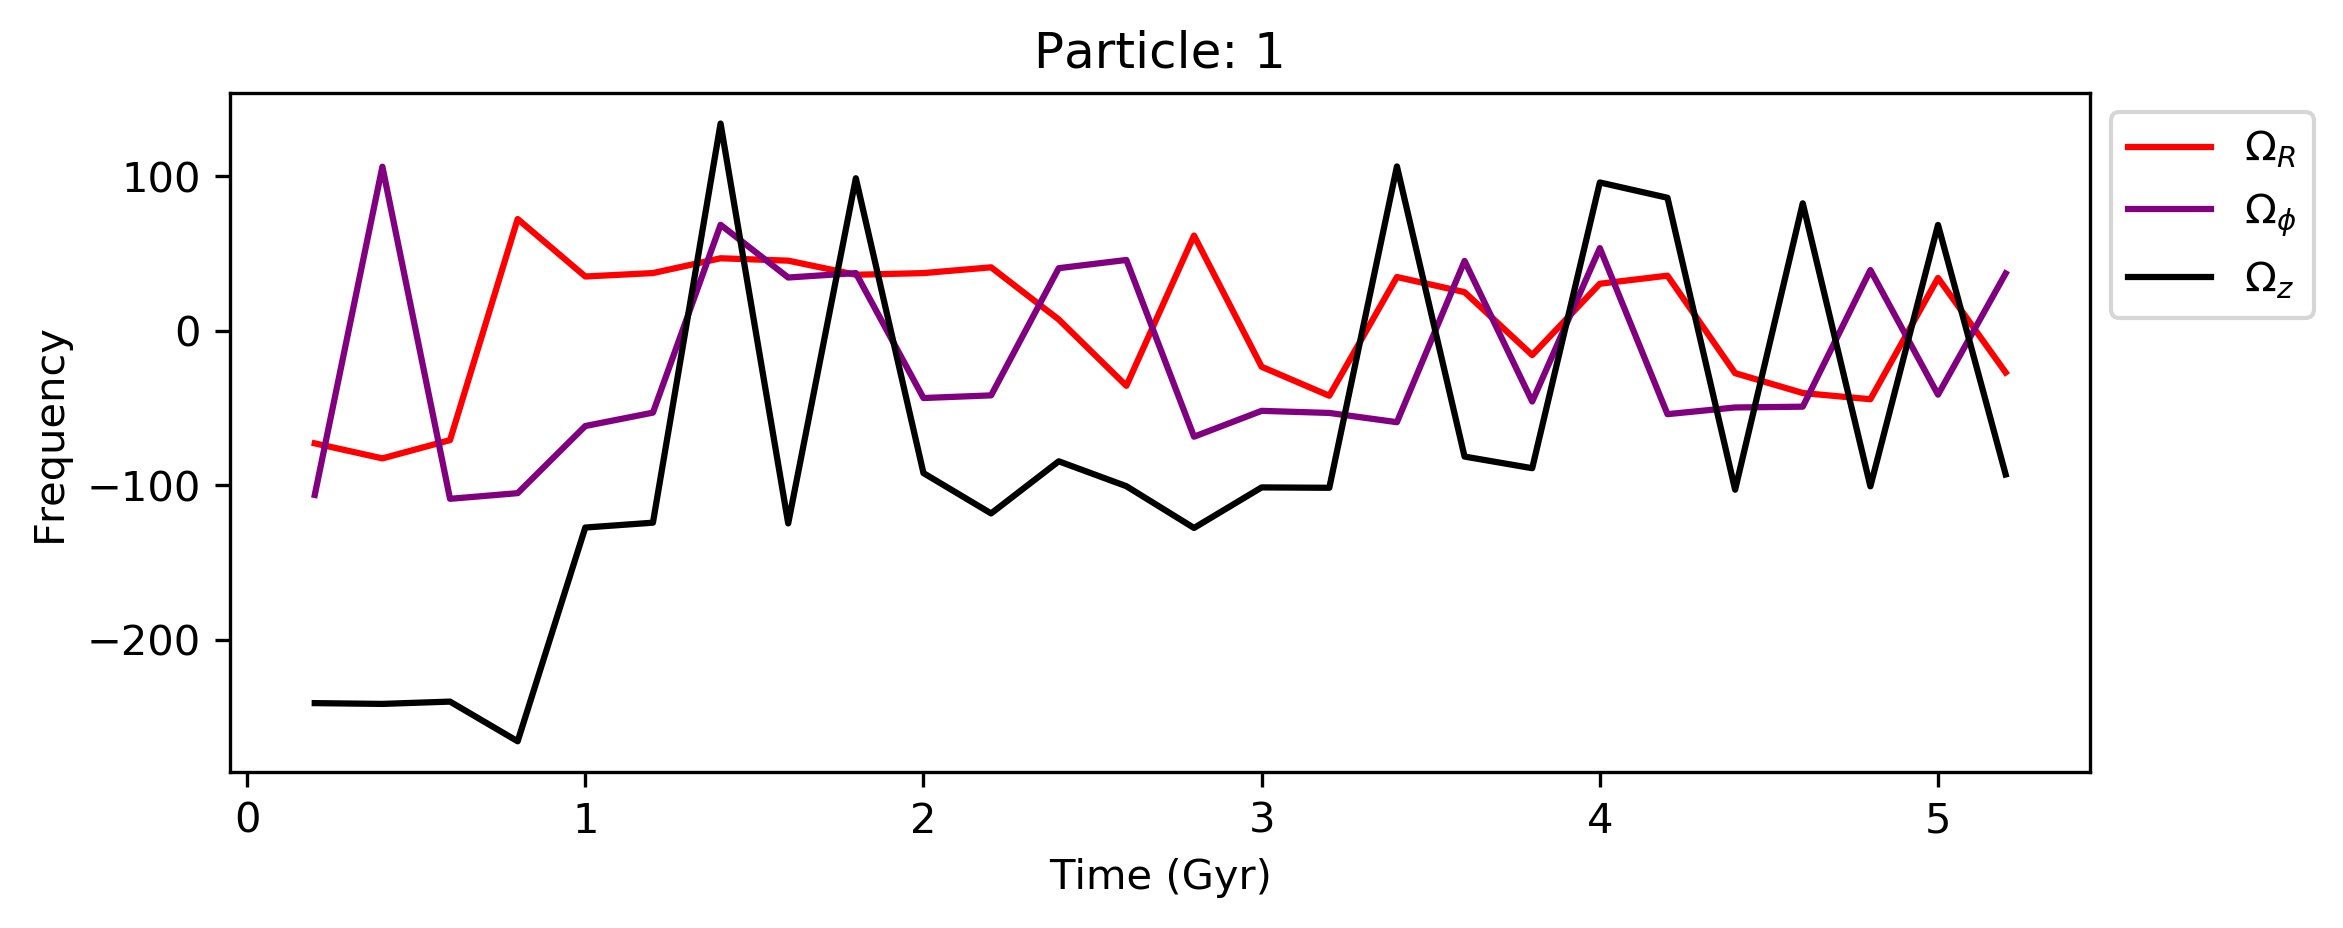 Particle: 1
100
0
−100
−200
Frequency
0 1 2 3 4 5
Time (Gyr)
Ω_R
Ω_ϕ
Ω_z